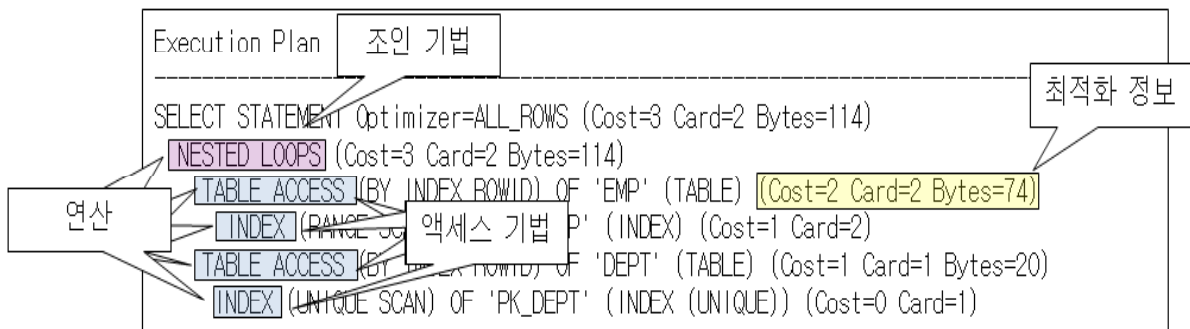 Execution Plan
조인 기법
최적화 정보
SELECT STATEMENT Optimizer=ALL_ROWS (Cost=3 Card=2 Bytes=114)
NESTED LOOPS (Cost=3 Card=2 Bytes=114)
TABLE ACCESS (BY INDEX ROWID) OF 'EMP' (TABLE) (Cost=2 Card=2 Bytes=74)
연산
액세스 기법
INDEX (RANGE (INDEX) (Cost=1 Card=2)
TABLE ACCESS (BY INDEX ROWID) OF 'DEPT' (TABLE) (Cost=1 Card=1 Bytes=20)
INDEX (UNIQUE SCAN) OF 'PK_DEPT' (INDEX (UNIQUE)) (Cost=0 Card=1)